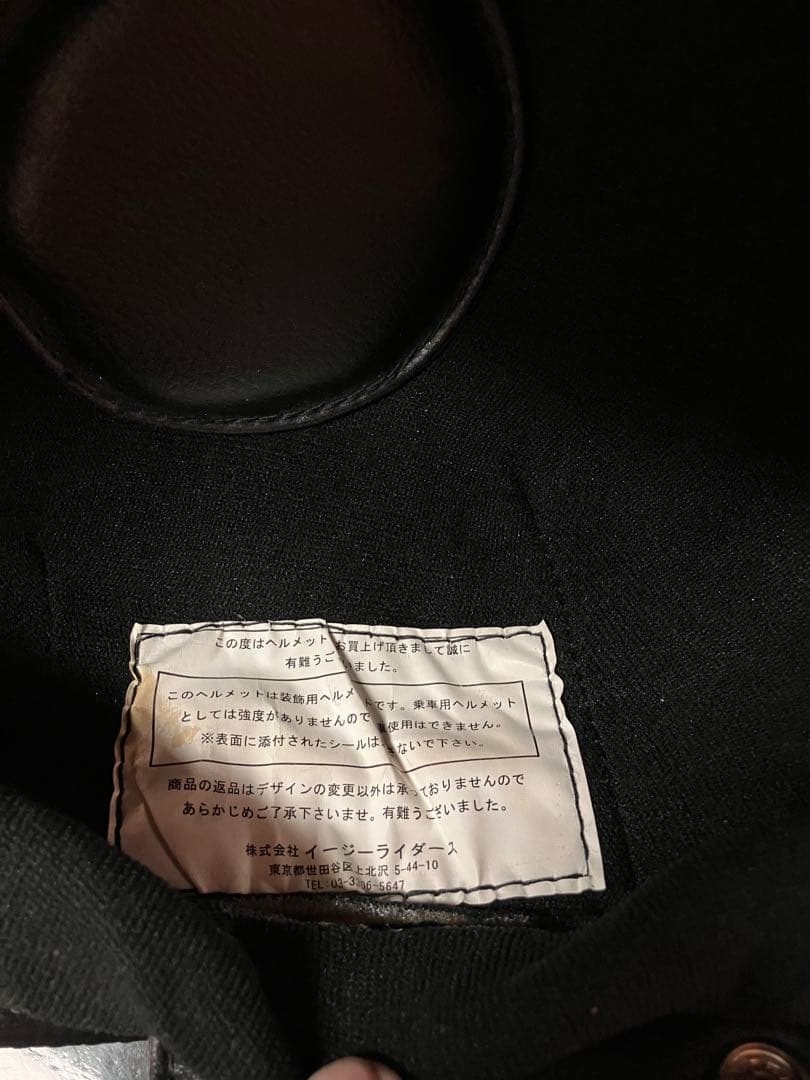 この度はヘルメット お買上げ頂きまして誠に
有難うご いました。
このヘルメットは装飾用ヘルメ トです。乗車用ヘルメット
としては強度がありませんので 使用はできません。
※表面に添付されたシールは ないで下さい。
商品の返品はデザインの変更以外は承っておりませんので
あらかじめご了承下さいませ。有難うございました。
株式会社 イージーライダース
東京都世田谷区上北沢 5-44-10
TEL:03-3 06-5647